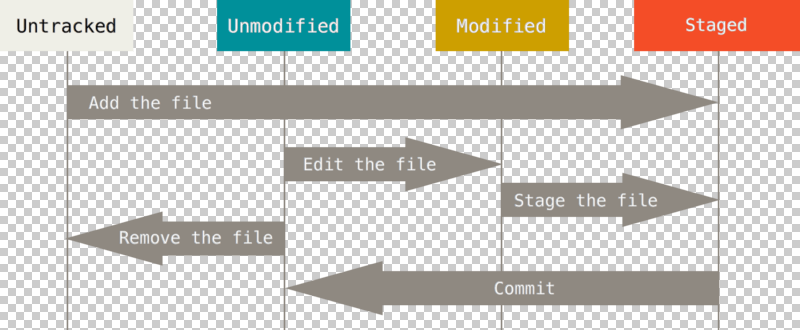 Untracked
Unmodified
Modified
Staged
Add the file
Edit the file
Stage the file
Remove the file
Commit